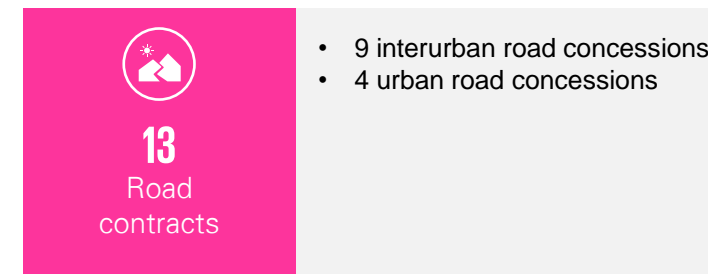 13
Road
contracts
• 9 interurban road concessions
• 4 urban road concessions